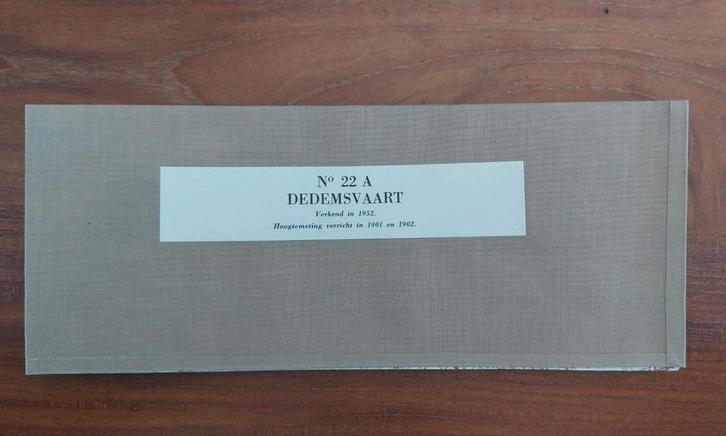 Nº 22 A
DEDEMSVAART
Verkend in 1952.
Hoogtemeting verricht in 1901 en 1902.